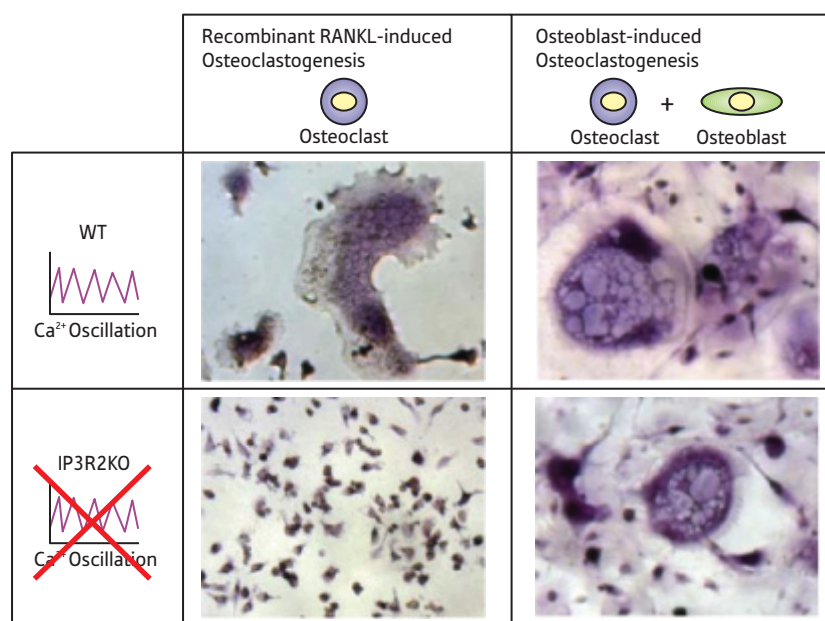 Recombinant RANKL-induced
Osteoclastogenesis
Osteoclast
Osteoblast-induced
Osteoclastogenesis
+
Osteoclast
Osteoblast
WT
Ca²⁺ Oscillation
IP3R2KO
Ca²⁺ Oscillation